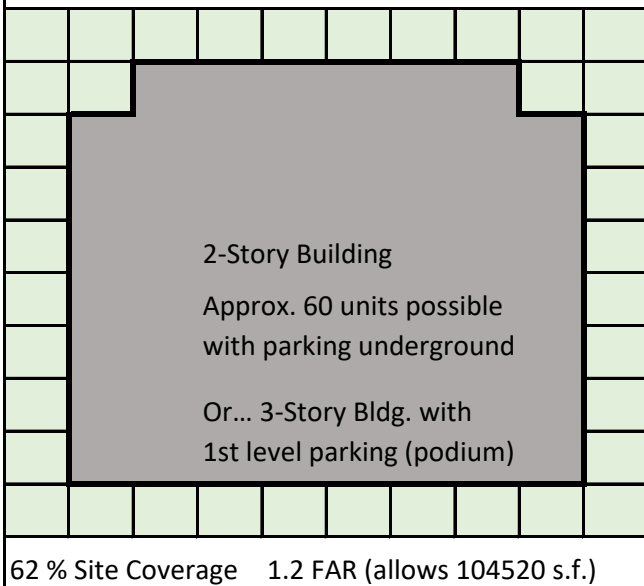 2-Story Building
Approx. 60 units possible
with parking underground
Or... 3-Story Bldg. with
1st level parking (podium)
62 % Site Coverage 1.2 FAR (allows 104520 s.f.)